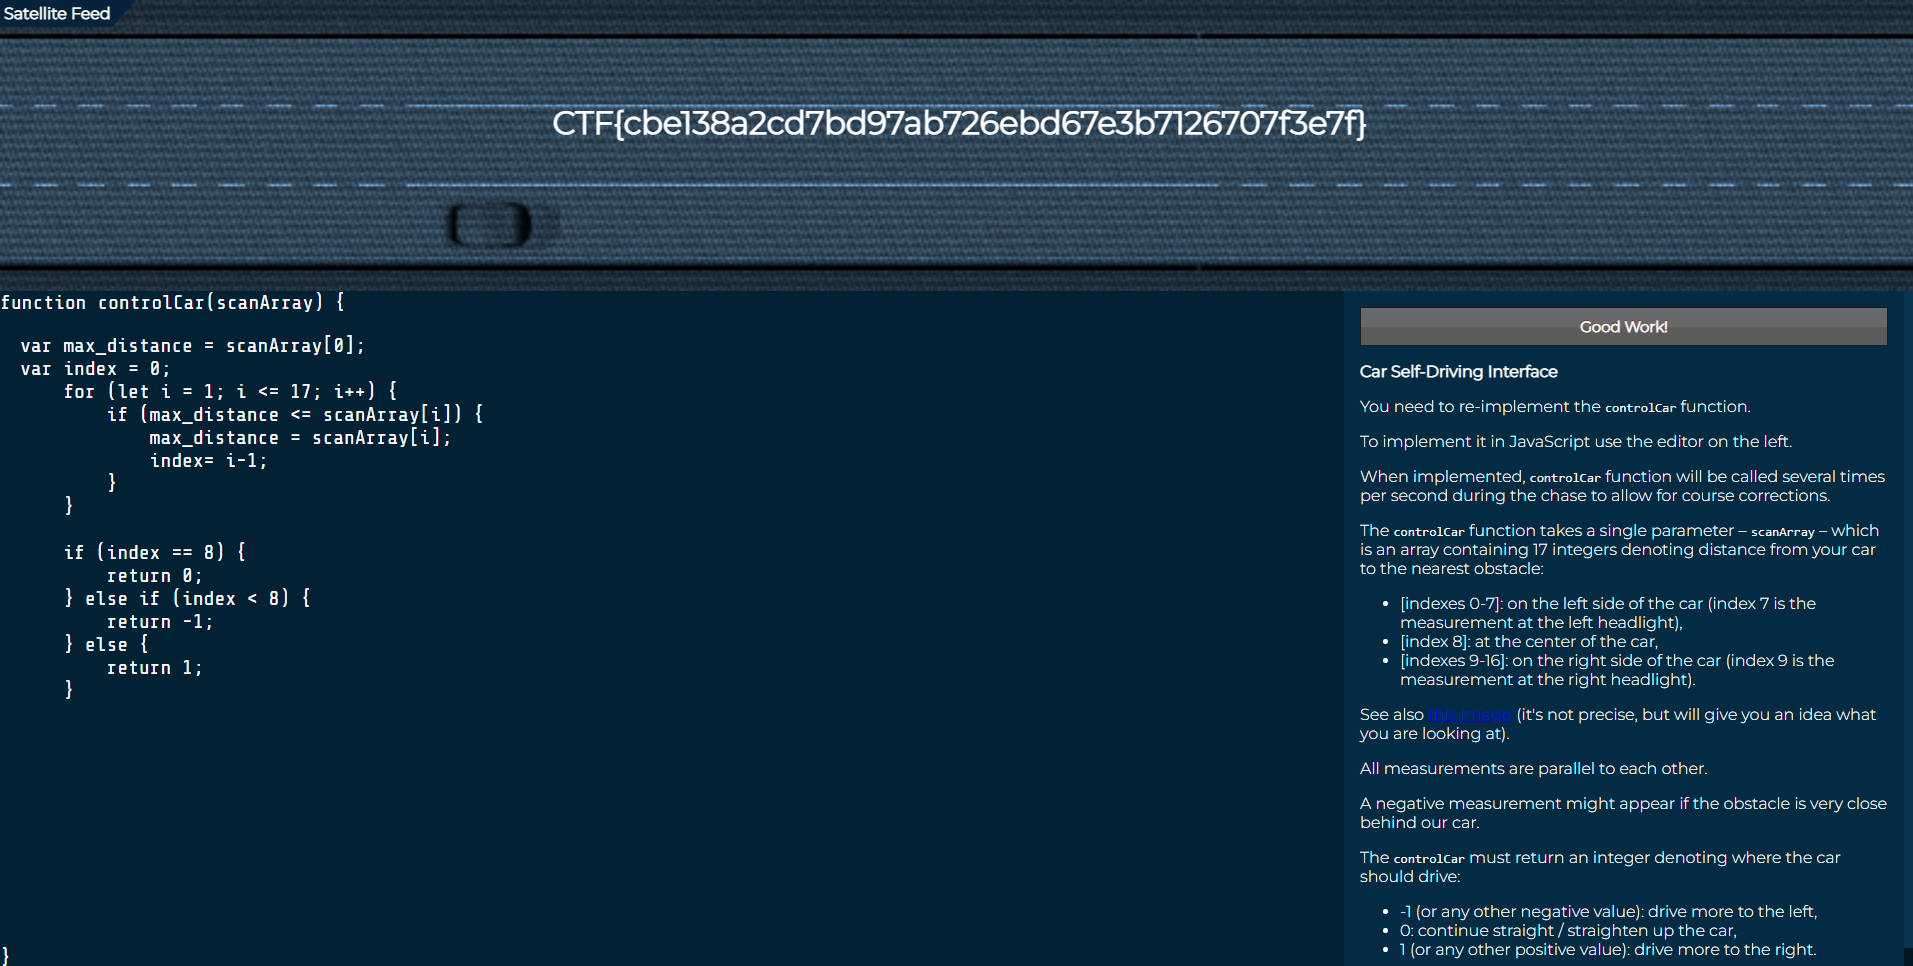 Satellite Feed
CTF{cbe138a2cd7bd97ab726ebd67e3b7126707f3e7f}
function controlCar(scanArray) {
var max_distance = scanArray[0];
var index = 0;
for (let i = 1; i <= 17; i++) {
if (max_distance <= scanArray[i]) {
max_distance = scanArray[i];
index= i-1;
}
}
if (index == 8) {
return 0;
} else if (index < 8) {
return -1;
} else {
return 1;
}
}
Good Work!
Car Self-Driving Interface
You need to re-implement the controlCar function.
To implement it in JavaScript use the editor on the left.
When implemented, controlCar function will be called several times
per second during the chase to allow for course corrections.
The controlCar function takes a single parameter – scanArray – which
is an array containing 17 integers denoting distance from your car
to the nearest obstacle:
• [indexes 0-7]: on the left side of the car (index 7 is the
measurement at the left headlight),
• [index 8]: at the center of the car,
• [indexes 9-16]: on the right side of the car (index 9 is the
measurement at the right headlight).
See also this image (it's not precise, but will give you an idea what
you are looking at).
All measurements are parallel to each other.
A negative measurement might appear if the obstacle is very close
behind our car.
The controlCar must return an integer denoting where the car
should drive:
• -1 (or any other negative value): drive more to the left,
• 0: continue straight / straighten up the car,
• 1 (or any other positive value): drive more to the right.